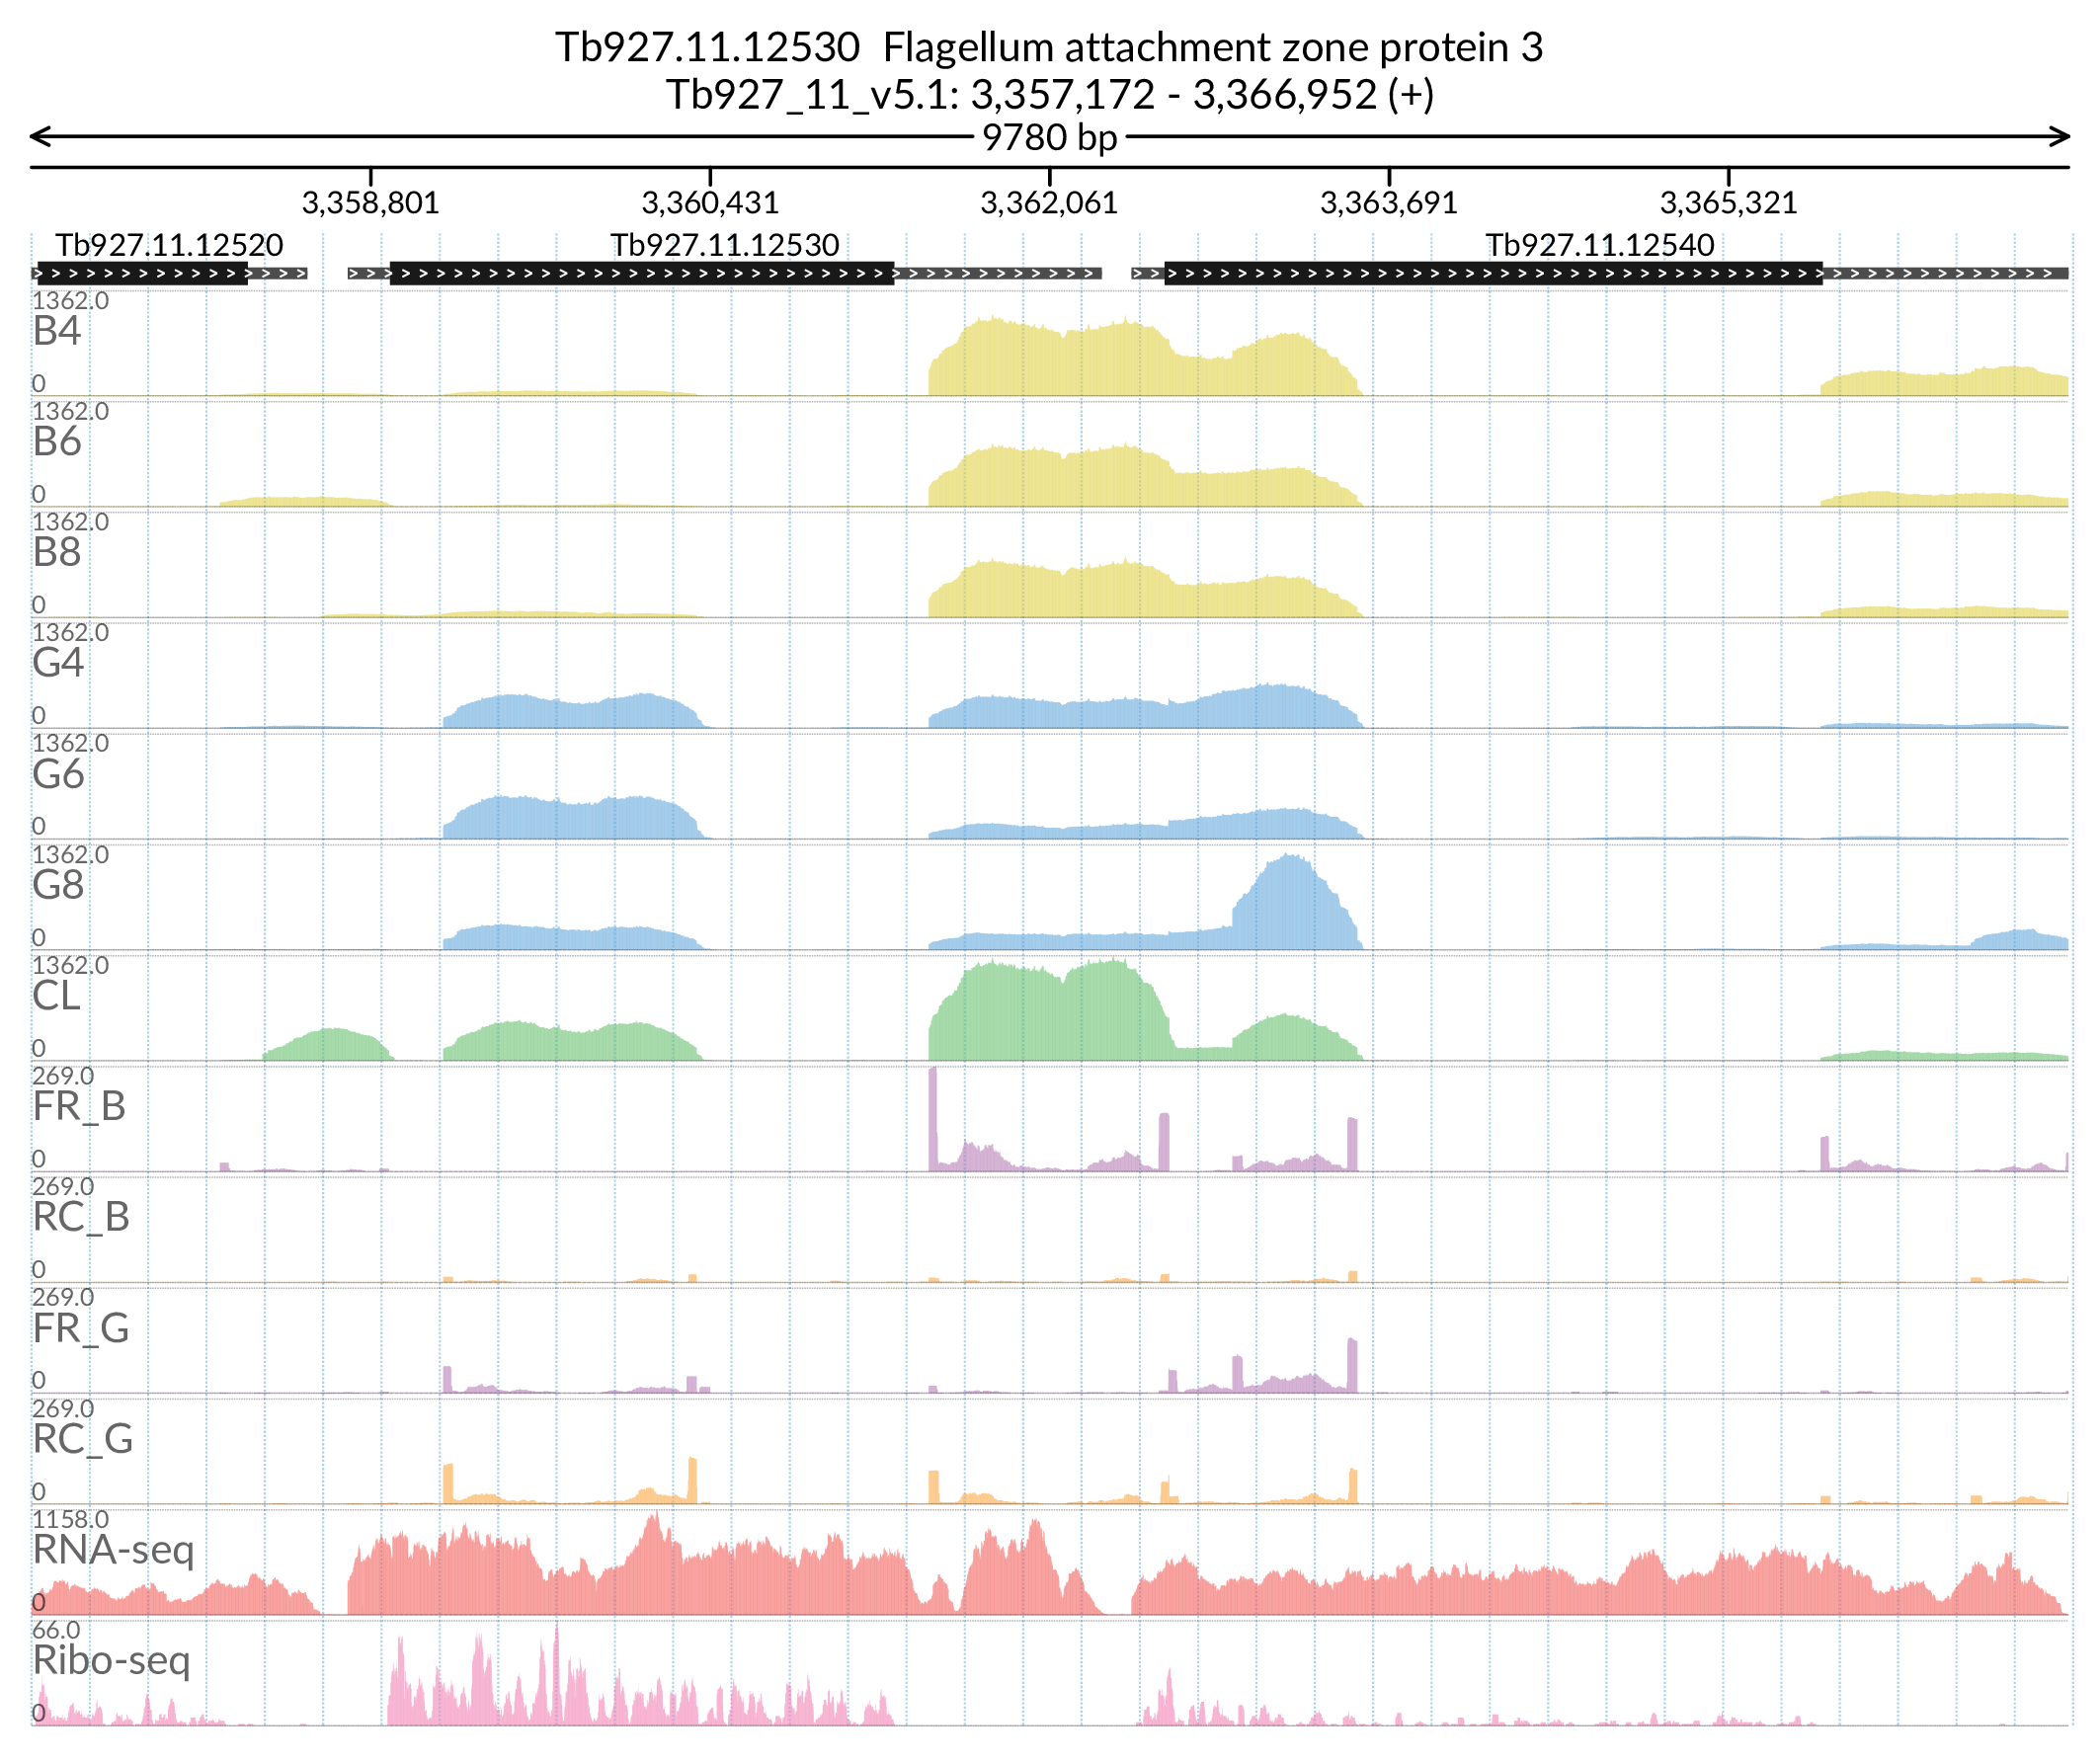 Tb927.11.12530 Flagellum attachment zone protein 3
Tb927_11_v5.1: 3,357,172 - 3,366,952 (+)
9780 bp
3,358,801 3,360,431 3,362,061 3,363,691 3,365,321
Tb927.11.12520 Tb927.11.12530 Tb927.11.12540
1362.0
B4
0
1362.0
B6
0
1362.0
B8
0
1362.0
G4
0
1362.0
G6
0
1362.0
G8
0
1362.0
CL
0
269.0
FR_B
0
269.0
RC_B
0
269.0
FR_G
0
269.0
RC_G
0
1158.0
RNA-seq
0
66.0
Ribo-seq
0